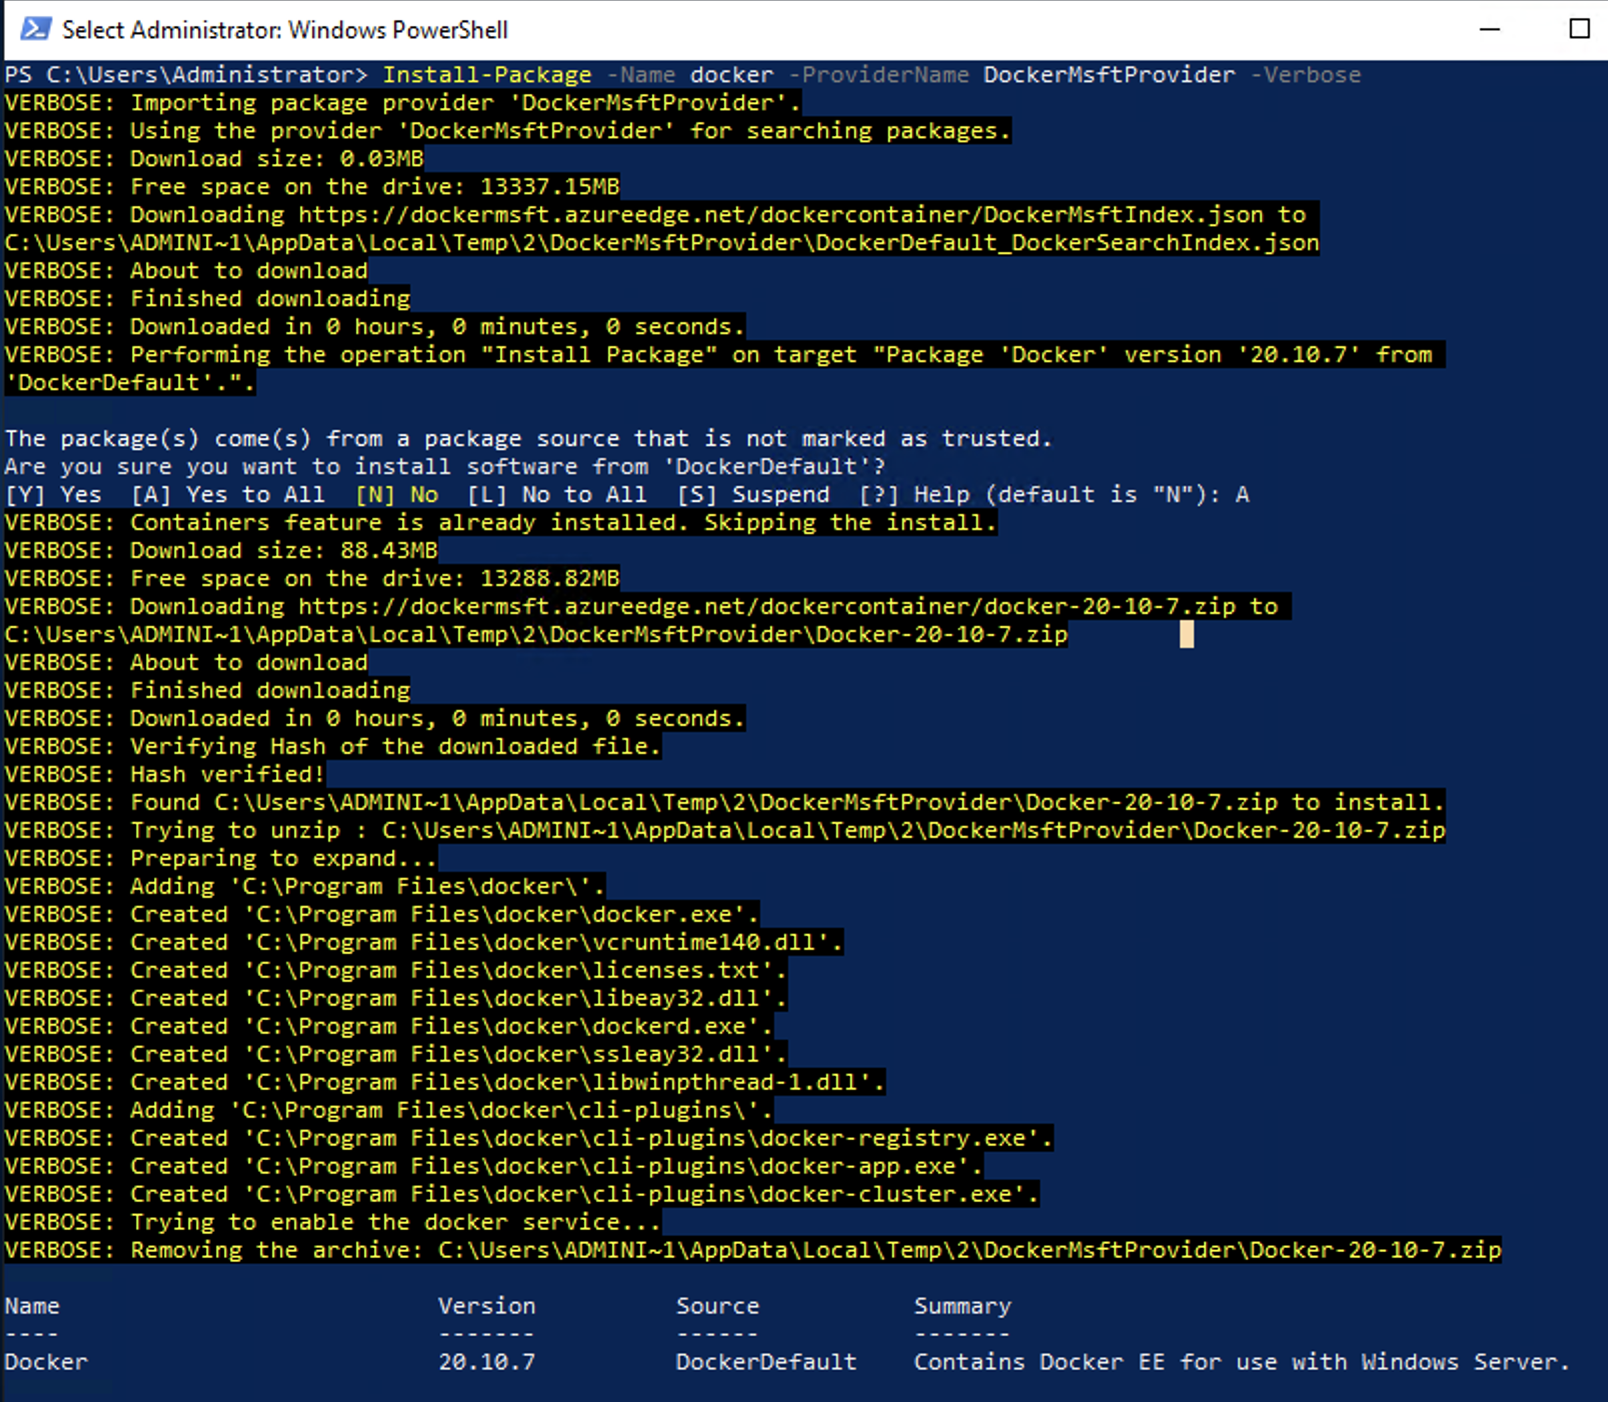 Select Administrator: Windows PowerShell
PS C:\Users\Administrator> Install-Package -Name docker -ProviderName DockerMsftProvider -Verbose
VERBOSE: Importing package provider 'DockerMsftProvider'.
VERBOSE: Using the provider 'DockerMsftProvider' for searching packages.
VERBOSE: Download size: 0.03MB
VERBOSE: Free space on the drive: 13337.15MB
VERBOSE: Downloading https://dockermsft.azureedge.net/dockercontainer/DockerMsftIndex.json to
C:\Users\ADMINI~1\AppData\Local\Temp\2\DockerMsftProvider\DockerDefault_DockerSearchIndex.json
VERBOSE: About to download
VERBOSE: Finished downloading
VERBOSE: Downloaded in 0 hours, 0 minutes, 0 seconds.
VERBOSE: Performing the operation "Install Package" on target "Package 'Docker' version '20.10.7' from
'DockerDefault'.".
The package(s) come(s) from a package source that is not marked as trusted.
Are you sure you want to install software from 'DockerDefault'?
[Y] Yes  [A] Yes to All  [N] No  [L] No to All  [S] Suspend  [?] Help (default is "N"): A
VERBOSE: Containers feature is already installed. Skipping the install.
VERBOSE: Download size: 88.43MB
VERBOSE: Free space on the drive: 13288.82MB
VERBOSE: Downloading https://dockermsft.azureedge.net/dockercontainer/docker-20-10-7.zip to
C:\Users\ADMINI~1\AppData\Local\Temp\2\DockerMsftProvider\Docker-20-10-7.zip
VERBOSE: About to download
VERBOSE: Finished downloading
VERBOSE: Downloaded in 0 hours, 0 minutes, 0 seconds.
VERBOSE: Verifying Hash of the downloaded file.
VERBOSE: Hash verified!
VERBOSE: Found C:\Users\ADMINI~1\AppData\Local\Temp\2\DockerMsftProvider\Docker-20-10-7.zip to install.
VERBOSE: Trying to unzip : C:\Users\ADMINI~1\AppData\Local\Temp\2\DockerMsftProvider\Docker-20-10-7.zip
VERBOSE: Preparing to expand...
VERBOSE: Adding 'C:\Program Files\docker\'.
VERBOSE: Created 'C:\Program Files\docker\docker.exe'.
VERBOSE: Created 'C:\Program Files\docker\vcruntime140.dll'.
VERBOSE: Created 'C:\Program Files\docker\licenses.txt'.
VERBOSE: Created 'C:\Program Files\docker\libeay32.dll'.
VERBOSE: Created 'C:\Program Files\docker\dockerd.exe'.
VERBOSE: Created 'C:\Program Files\docker\ssleay32.dll'.
VERBOSE: Created 'C:\Program Files\docker\libwinpthread-1.dll'.
VERBOSE: Adding 'C:\Program Files\docker\cli-plugins\'.
VERBOSE: Created 'C:\Program Files\docker\cli-plugins\docker-registry.exe'.
VERBOSE: Created 'C:\Program Files\docker\cli-plugins\docker-app.exe'.
VERBOSE: Created 'C:\Program Files\docker\cli-plugins\docker-cluster.exe'.
VERBOSE: Trying to enable the docker service...
VERBOSE: Removing the archive: C:\Users\ADMINI~1\AppData\Local\Temp\2\DockerMsftProvider\Docker-20-10-7.zip
Name                           Version          Source           Summary
----                           -------          ------           -------
Docker                         20.10.7          DockerDefault    Contains Docker EE for use with Windows Server.